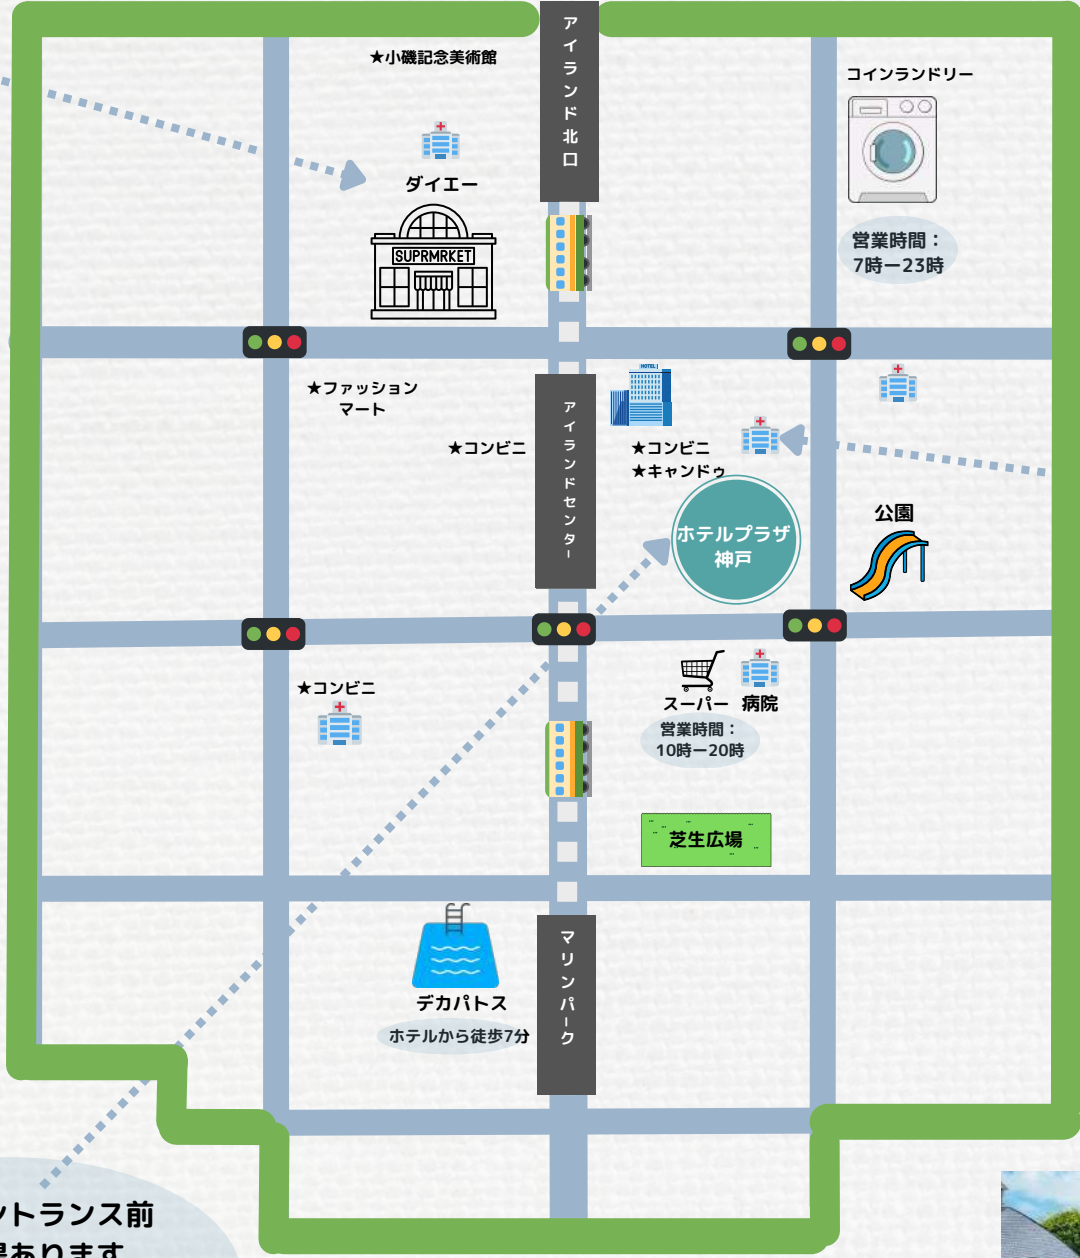 アイランド北口
★小磯記念美術館
コインランドリー
ダイエー
SUPRMRKET
営業時間：
7時ー23時
★ファッション
マート
HOTEL
★コンビニ
アイランドセンター
★コンビニ
★キャンドゥ
公園
ホテルプラザ
神戸
★コンビニ
スーパー
病院
営業時間：
10時ー20時
芝生広場
マリンパーク
デカパトス
ホテルから徒歩7分
トランス前
あります